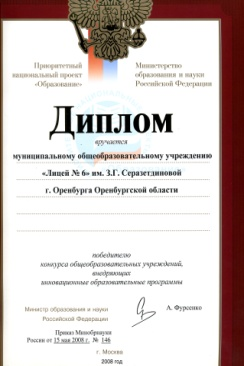 Приоритетный
национальный проект
«Образование»
Министерство
образования и науки
Российской Федерации
Диплом
вручается
муниципальному общеобразовательному учреждению
«Лицей № 6» им. З.Г. Серазетдиновой
г. Оренбурга Оренбургской области
победителю
конкурса общеобразовательных учреждений,
внедряющих
инновационные образовательные программы
Министр образования и науки
Российской Федерации
А. Фурсенко
Приказ Минобрнауки
России от 15 мая 2008 г. № 146
г. Москва
2008 год